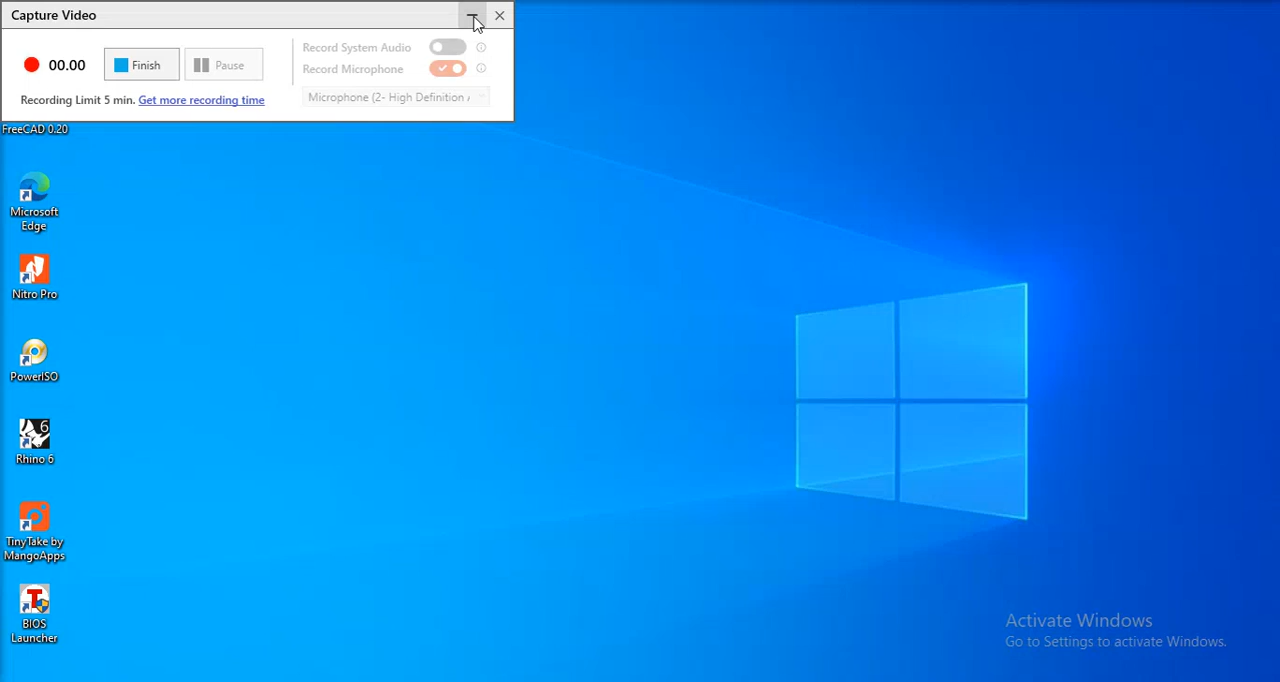 Capture Video
00.00
Finish
Pause
Record System Audio
Record Microphone
Recording Limit 5 min. Get more recording time
Microphone (2- High Definition
FreeCAD 0.20
Microsoft
Edge
Nitro Pro
PowerISO
6
Rhino 6
TinyTake by
MangoApps
T
BIOS
Launcher
Activate Windows
Go to Settings to activate Windows.